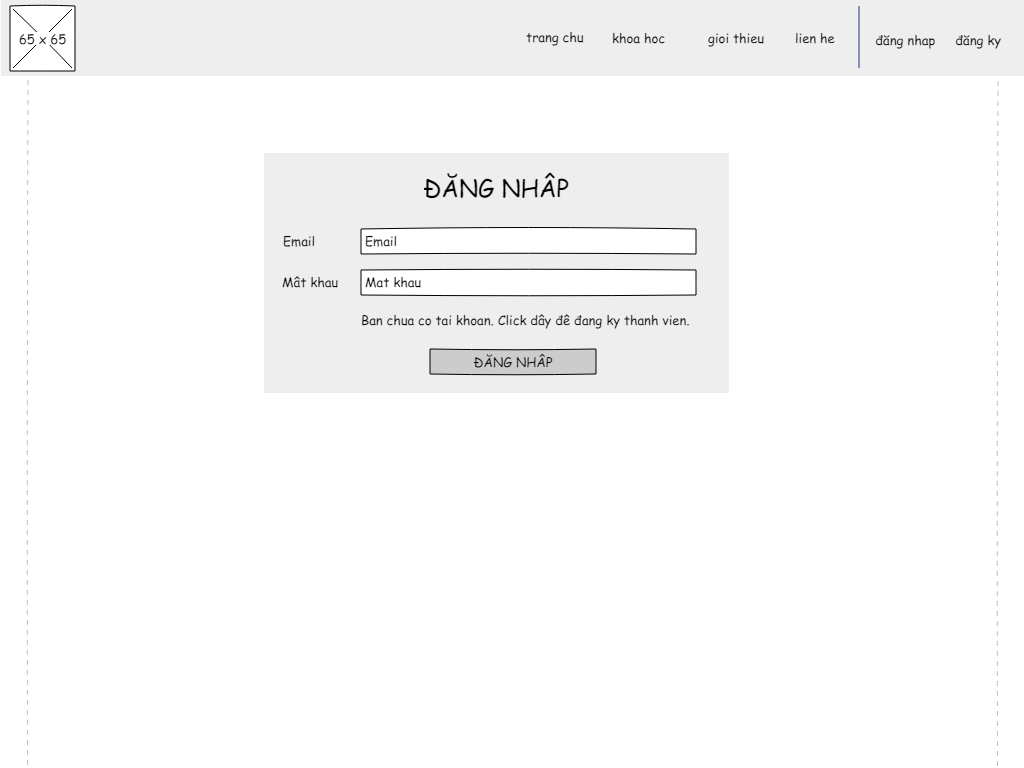 65 x 65
trang chu khoa hoc gioi thieu lien he đăng nhap đăng ky
ĐĂNG NHÂP
Email Email
Mât khau Mat khau
Ban chua co tai khoan. Click dây đê đang ky thanh vien.
ĐĂNG NHÂP